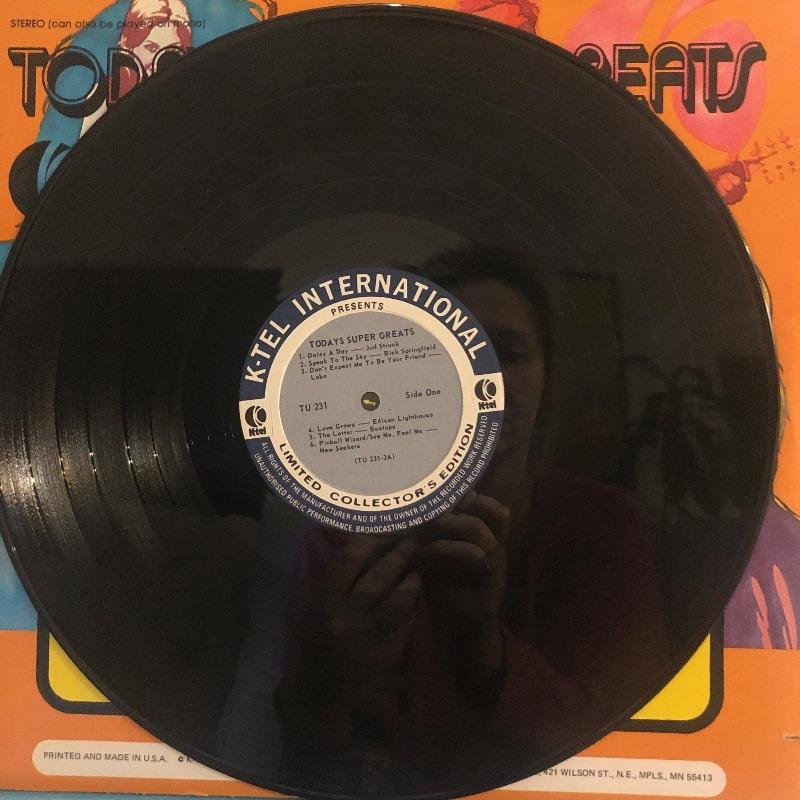 STEREO (can also be played on mono)
TODA
REATS
K-TEL INTERNATIONAL
PRESENTS
TODAYS SUPER GREATS
1. Daisy A Day ----- Jud Strunk
2. Speak To The Sky ----- Rick Springfield
3. Don't Expect Me To Be Your Friend -----
Lobo
TU 231 Side One
K-tel K-tel
4. Love Grows ----- Edison Lighthouse
5. The Letter ----- Boxtops
6. Pinball Wizard/See Me, Feel Me -----
New Seekers
(TU 231-3A)
LIMITED COLLECTOR'S EDITION
ALL RIGHTS OF THE MANUFACTURER AND OF THE OWNER OF THE RECORDED WORK RESERVED
UNAUTHORISED PUBLIC PERFORMANCE, BROADCASTING AND COPYING OF THIS RECORD PROHIBITED
PRINTED AND MADE IN U.S.A. © K
421 WILSON ST., N.E., MPLS., MN 55413